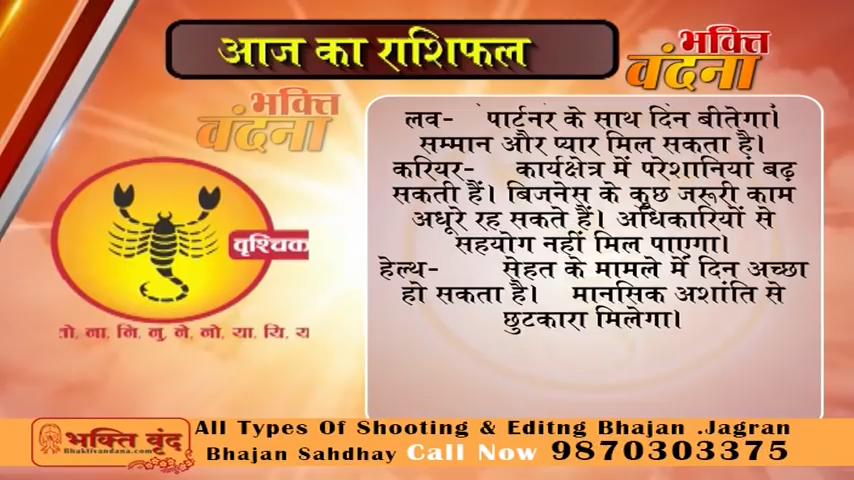 आज का राशिफल
भक्ति
वंदना
भक्ति
वंदना
लव- पार्टनर के साथ दिन बीतेगा।
सम्मान और प्यार मिल सकता है।
करियर- कार्यक्षेत्र में परेशानियां बढ़
सकती हैं। बिजनेस के कुछ जरूरी काम
अधूरे रह सकते हैं। अधिकारियों से
सहयोग नहीं मिल पाएगा।
हेल्थ- सेहत के मामले में दिन अच्छा
हो सकता है। मानसिक अशांति से
छुटकारा मिलेगा।
वृश्चिक
तो, ना, नि, नु, ने, नो, या, यि, य
भक्ति वृंद
Bhaktivandana.com
All Types Of Shooting & Editng Bhajan .Jagran
Bhajan Sahdhay Call Now 9870303375